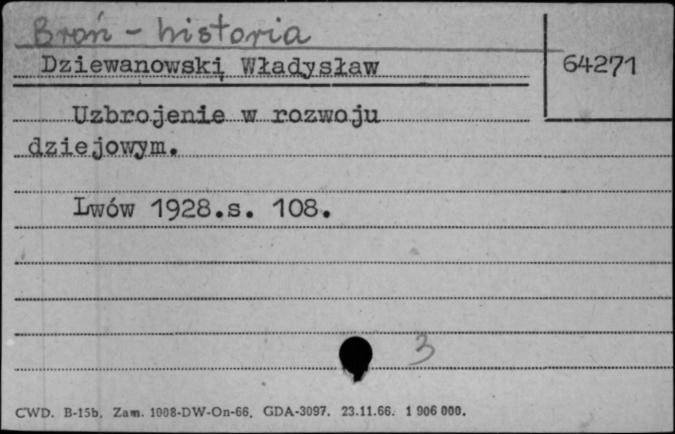 Broń - historia
Dziewanowski Władysław
64271
Uzbrojenie w rozwoju
dziejowym.
Lwów 1928.s. 108.
3
CWD. B-15b. Zam. 1008-DW-On-66. GDA-3097. 23.11.66. 1 906 000.